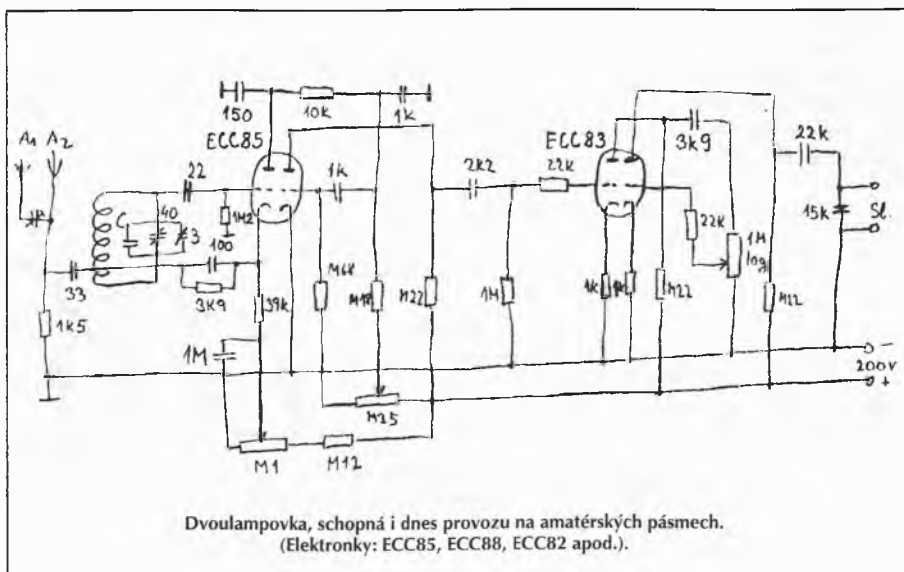 A1 A2
150
10k
1k
ECC85
ECC83
3k9
22k
22
1k
2k2
22k
C
40
3
1M2
100
22k
1M
log
15k
Sl.
33
3k9
39k
M68
M22
1M
1k
M22
M22
1k5
1M
M25
200V
–
+
M1
M12
Dvoulampovka, schopná i dnes provozu na amatérských pásmech.
(Elektronky: ECC85, ECC88, ECC82 apod.).